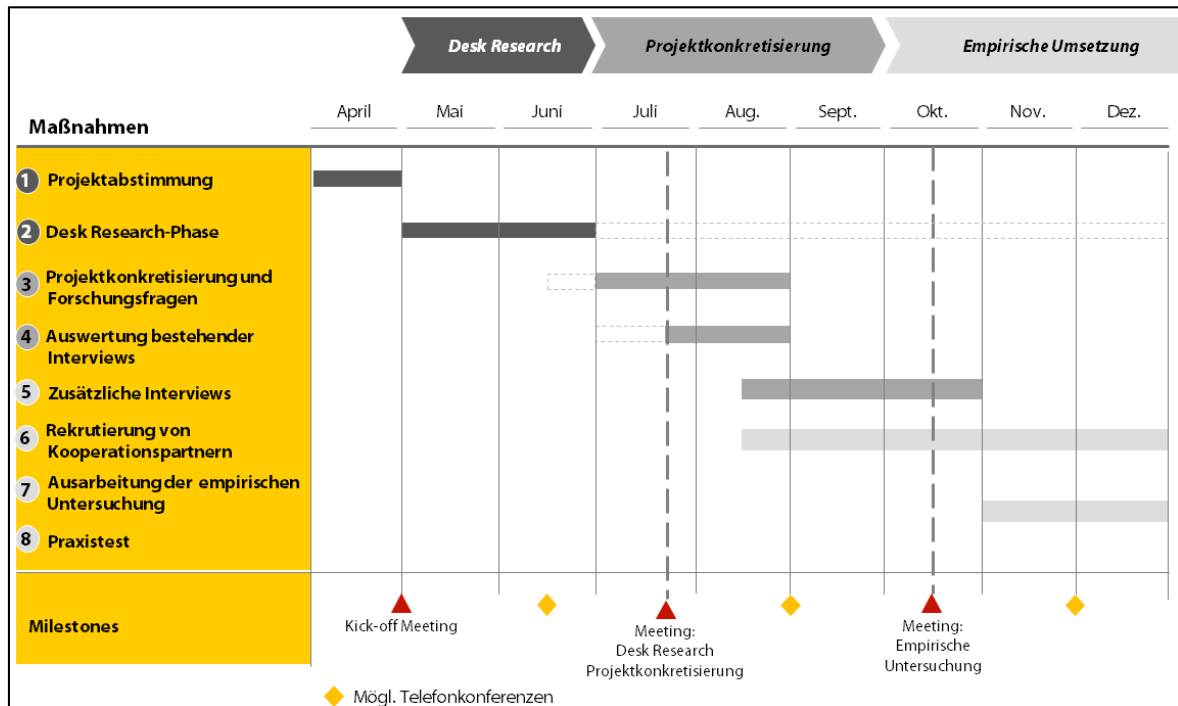 Desk Research
Projektkonkretisierung
Empirische Umsetzung
Maßnahmen
April
Mai
Juni
Juli
Aug.
Sept.
Okt.
Nov.
Dez.
1 Projektabstimmung
2 Desk Research-Phase
3 Projektkonkretisierung und
Forschungsfragen
4 Auswertung bestehender
Interviews
5 Zusätzliche Interviews
6 Rekrutierung von
Kooperationspartnern
7 Ausarbeitung der empirischen
Untersuchung
8 Praxistest
Milestones
Kick-off Meeting
Meeting:
Desk Research
Projektkonkretisierung
Meeting:
Empirische
Untersuchung
Mögl. Telefonkonferenzen